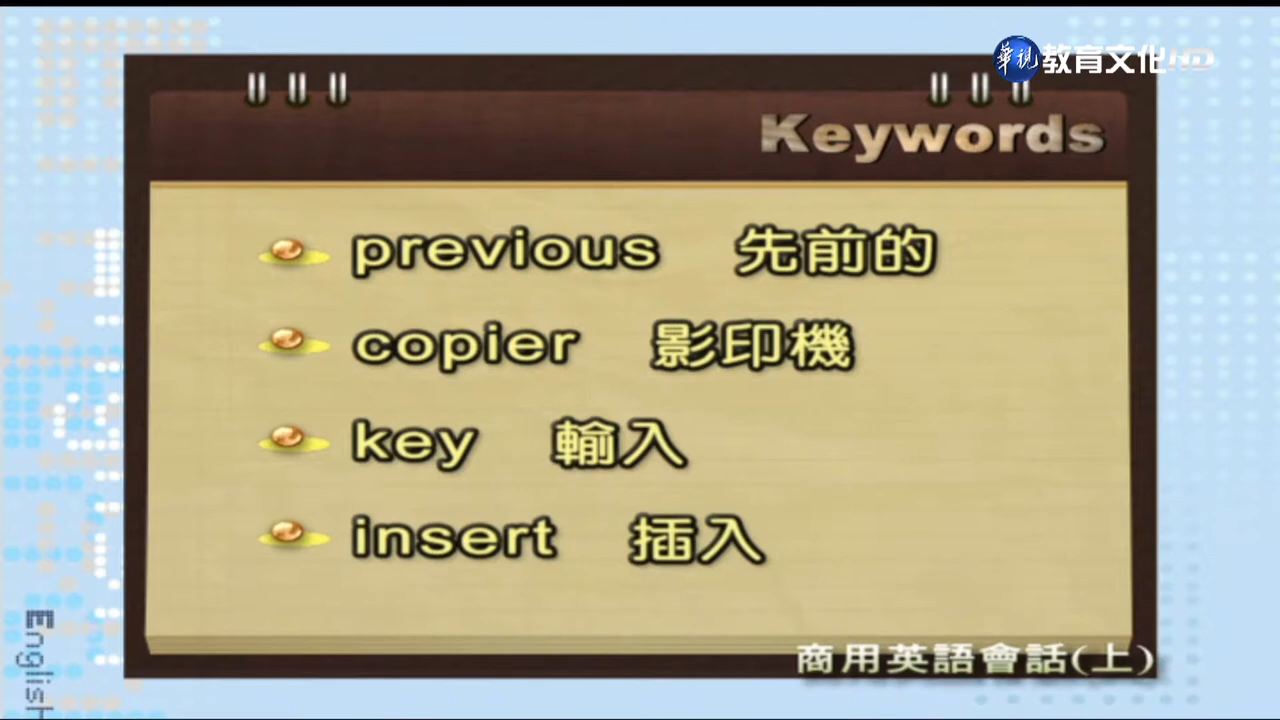 華視 教育文化HD
Keywords
previous 先前的
copier 影印機
key 輸入
insert 插入
商用英語會話(上)
English